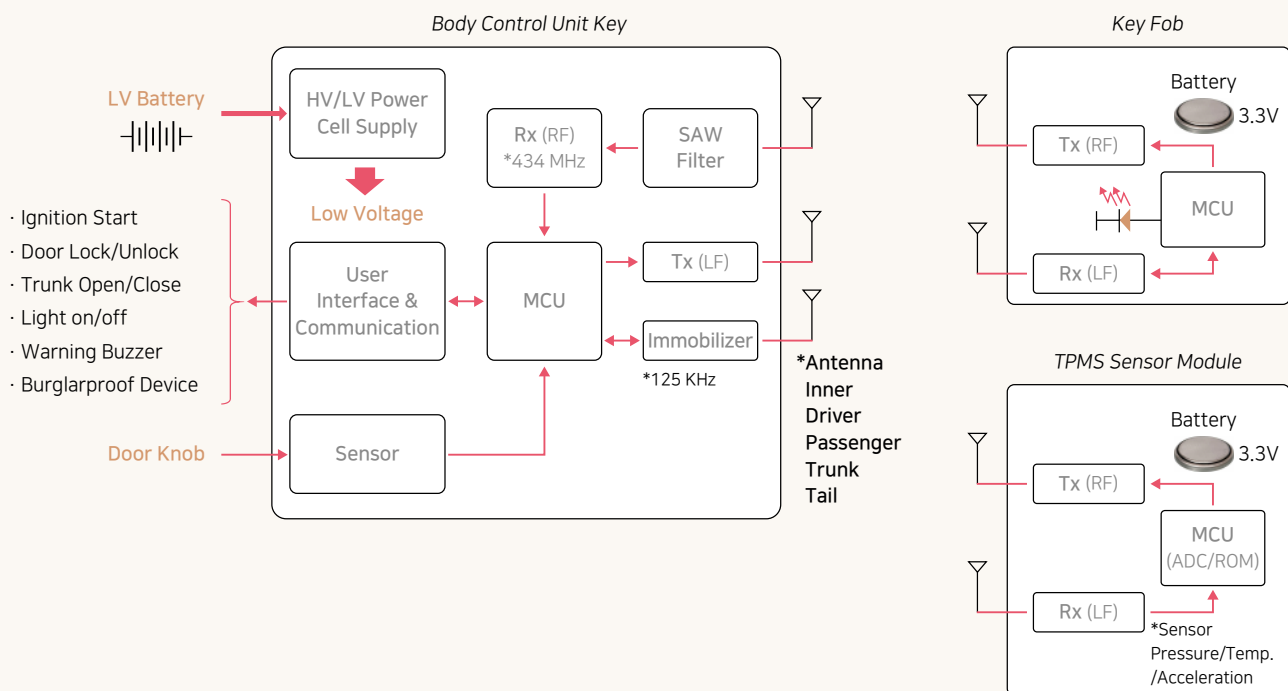 Body Control Unit Key
LV Battery
HV/LV Power
Cell Supply
Low Voltage
Rx (RF)
*434 MHz
SAW
Filter
· Ignition Start
· Door Lock/Unlock
· Trunk Open/Close
· Light on/off
· Warning Buzzer
· Burglarproof Device
User
Interface &
Communication
MCU
Tx (LF)
Immobilizer
*125 KHz
*Antenna
Inner
Driver
Passenger
Trunk
Tail
Door Knob
Sensor
Key Fob
Battery
3.3V
Tx (RF)
MCU
Rx (LF)
TPMS Sensor Module
Battery
3.3V
Tx (RF)
MCU
(ADC/ROM)
Rx (LF)
*Sensor
Pressure/Temp.
/Acceleration